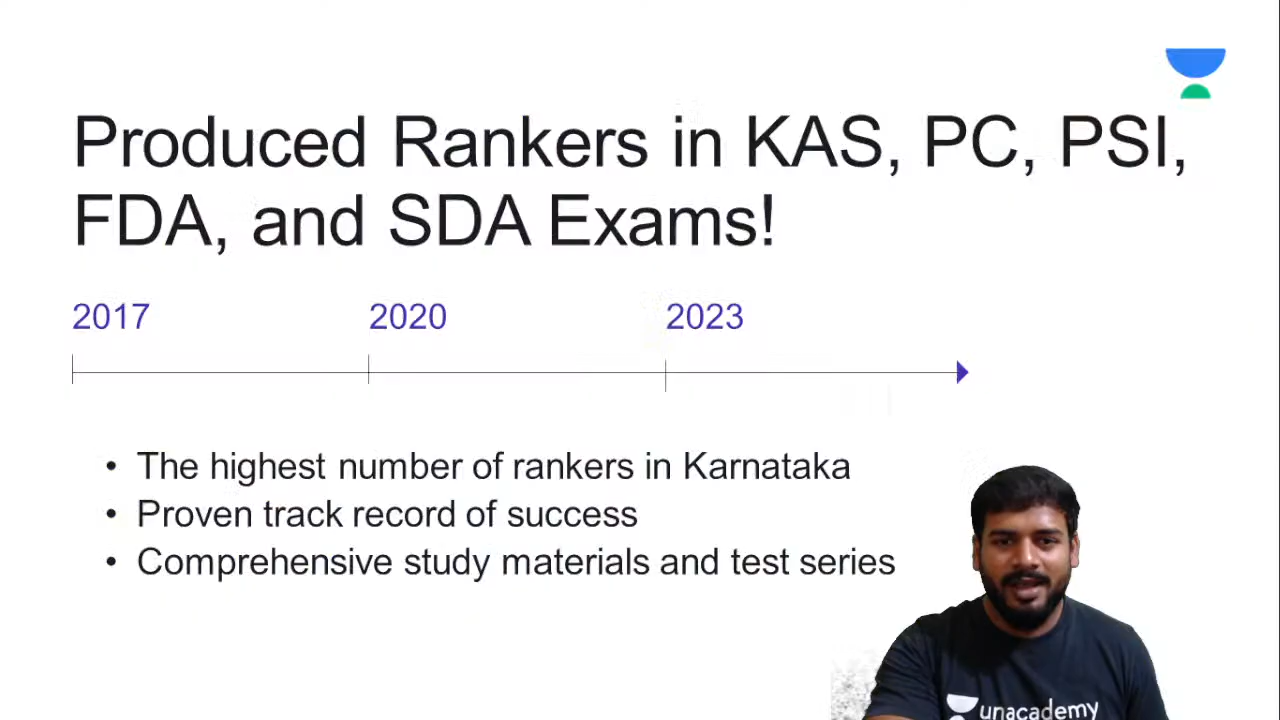 Produced Rankers in KAS, PC, PSI,
FDA, and SDA Exams!
2017 2020 2023
• The highest number of rankers in Karnataka
• Proven track record of success
• Comprehensive study materials and test series
unacademy